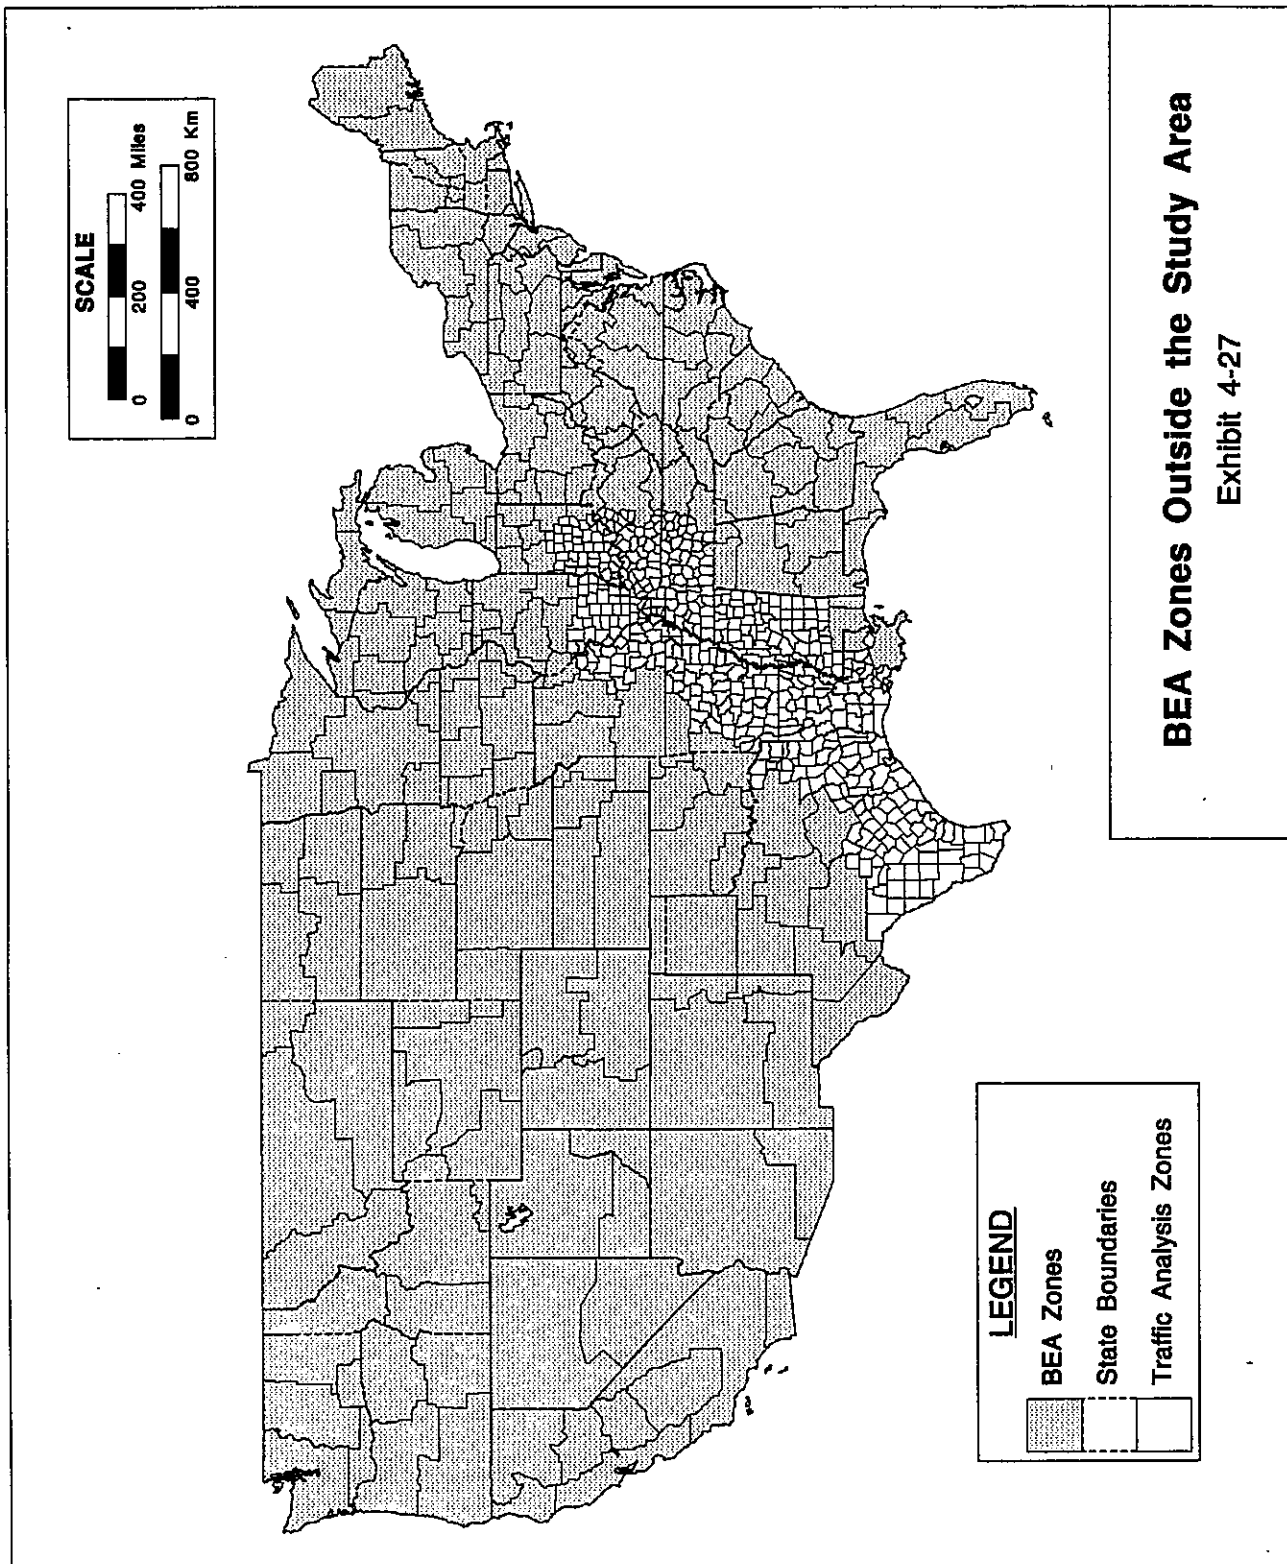 SCALE
0 200 400 Miles
0 400 800 Km
LEGEND
BEA Zones
State Boundaries
Traffic Analysis Zones
BEA Zones Outside the Study Area
Exhibit 4-27